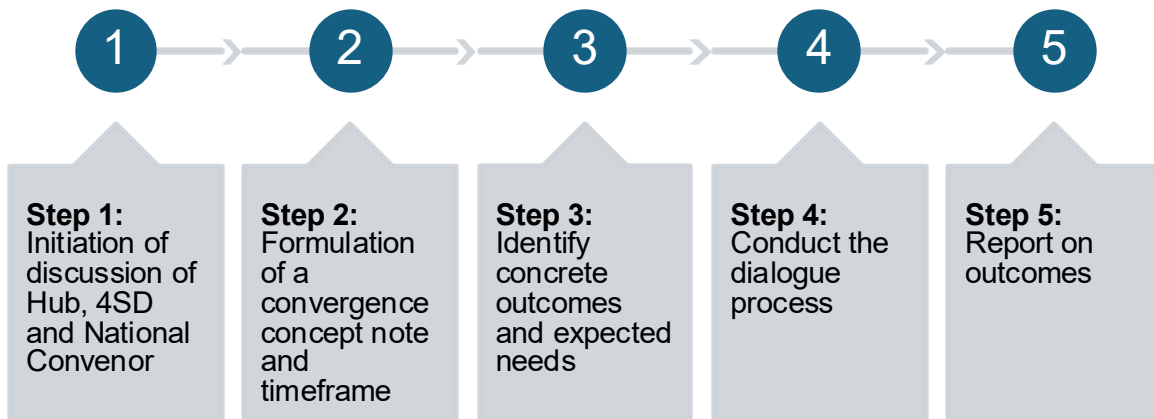 1
2
3
4
5
Step 1:
Initiation of
discussion of
Hub, 4SD
and National
Convenor
Step 2:
Formulation
of a
convergence
concept note
and
timeframe
Step 3:
Identify
concrete
outcomes
and expected
needs
Step 4:
Conduct the
dialogue
process
Step 5:
Report on
outcomes